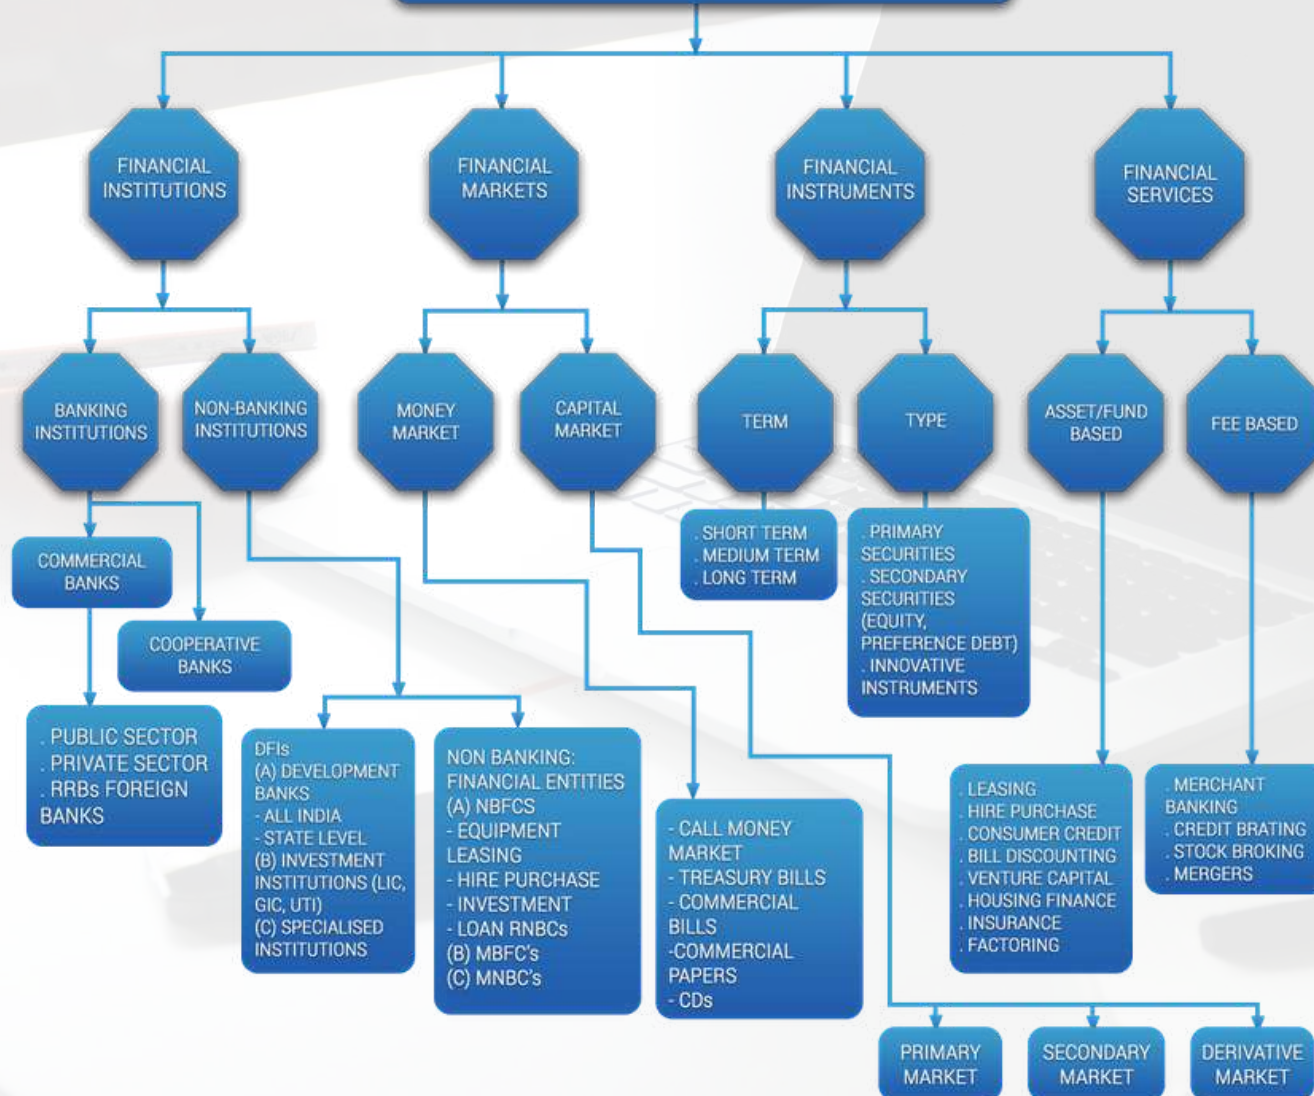 FINANCIAL
INSTITUTIONS
FINANCIAL
MARKETS
FINANCIAL
INSTRUMENTS
FINANCIAL
SERVICES
BANKING
INSTITUTIONS
NON-BANKING
INSTITUTIONS
MONEY
MARKET
CAPITAL
MARKET
TERM
TYPE
ASSET/FUND
BASED
FEE BASED
COMMERCIAL
BANKS
COOPERATIVE
BANKS
. PUBLIC SECTOR
. PRIVATE SECTOR
. RRBs FOREIGN
BANKS
DFIs
(A) DEVELOPMENT
BANKS
- ALL INDIA
- STATE LEVEL
(B) INVESTMENT
INSTITUTIONS (LIC,
GIC, UTI)
(C) SPECIALISED
INSTITUTIONS
NON BANKING:
FINANCIAL ENTITIES
(A) NBFCS
- EQUIPMENT
LEASING
- HIRE PURCHASE
- INVESTMENT
- LOAN RNBCs
(B) MBFC's
(C) MNBC's
- CALL MONEY
MARKET
- TREASURY BILLS
- COMMERCIAL
BILLS
-COMMERCIAL
PAPERS
- CDs
. SHORT TERM
. MEDIUM TERM
. LONG TERM
. PRIMARY
SECURITIES
. SECONDARY
SECURITIES
(EQUITY,
PREFERENCE DEBT)
. INNOVATIVE
INSTRUMENTS
. LEASING
. HIRE PURCHASE
. CONSUMER CREDIT
. BILL DISCOUNTING
. VENTURE CAPITAL
. HOUSING FINANCE
. INSURANCE
. FACTORING
. MERCHANT
BANKING
. CREDIT BRATING
. STOCK BROKING
. MERGERS
PRIMARY
MARKET
SECONDARY
MARKET
DERIVATIVE
MARKET